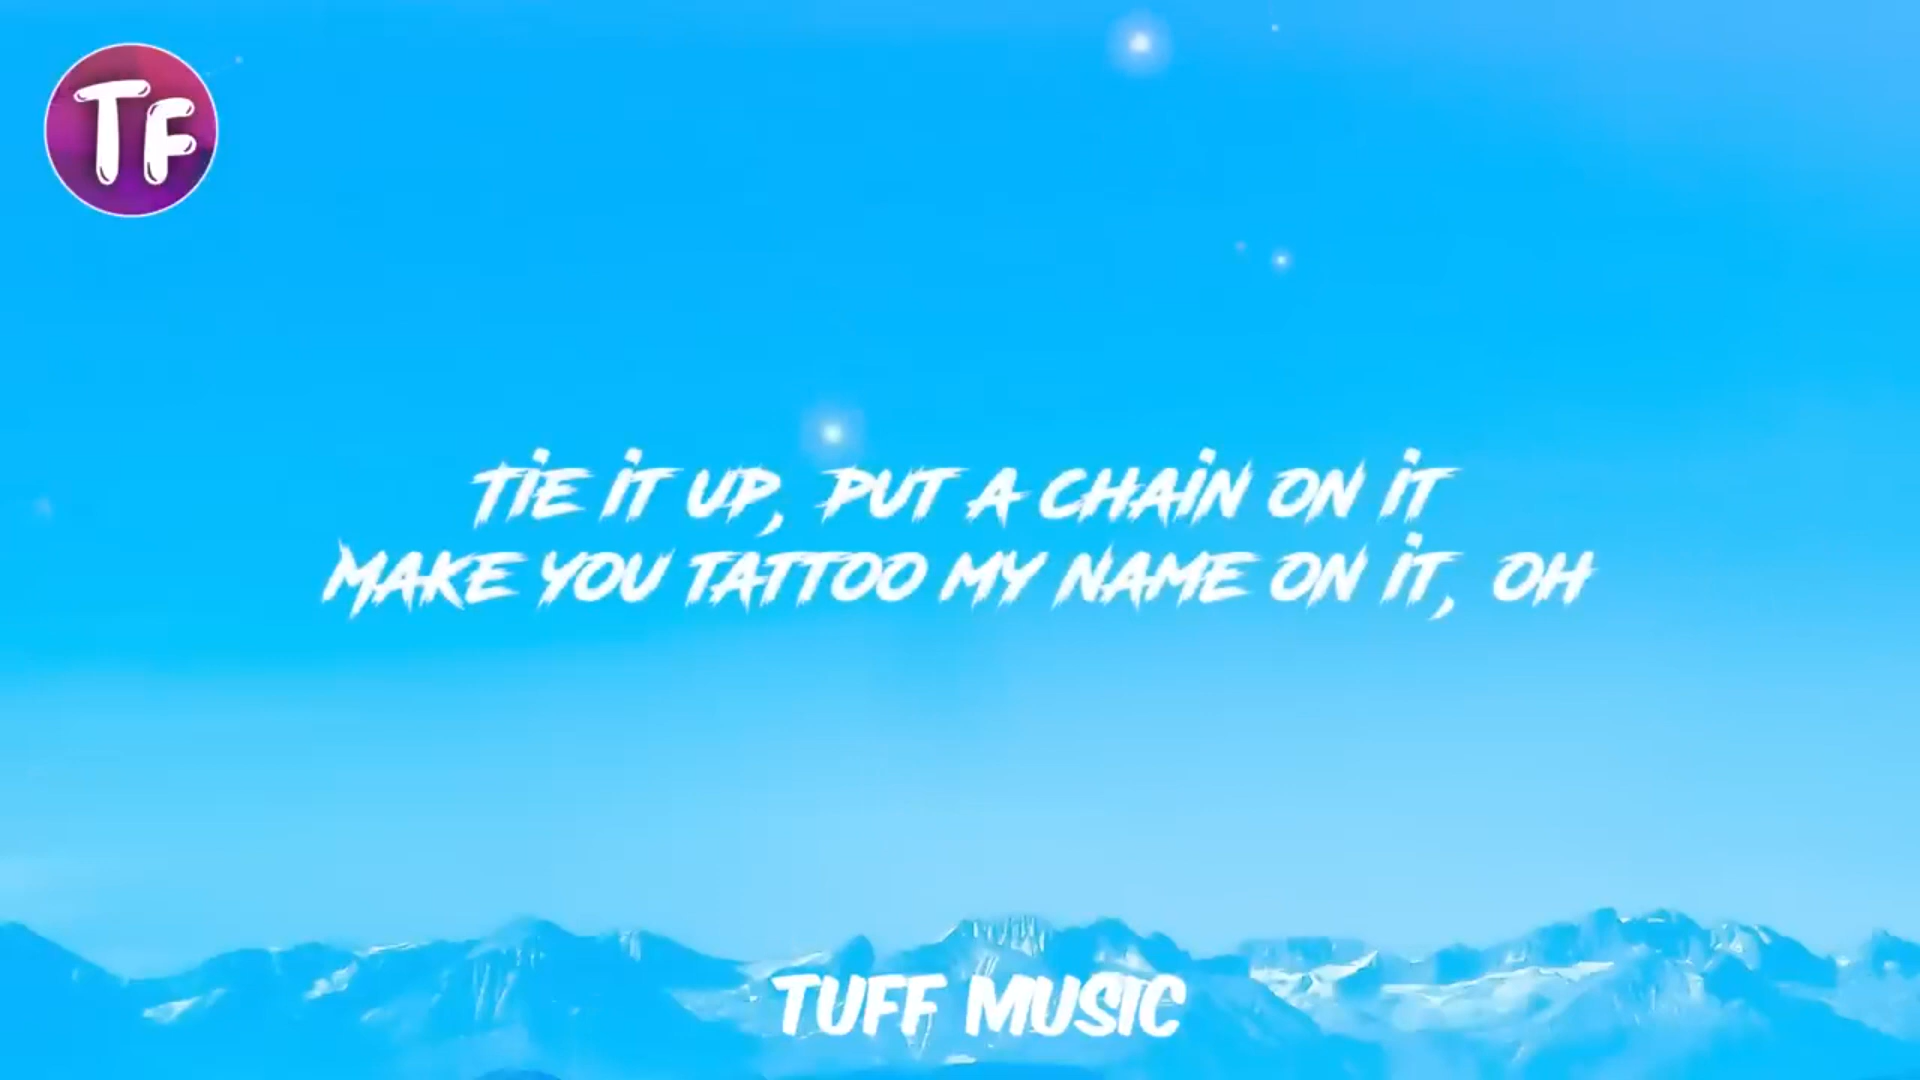 TF
TIE IT UP, PUT A CHAIN ON IT
MAKE YOU TATTOO MY NAME ON IT, OH
TUFF MUSIC